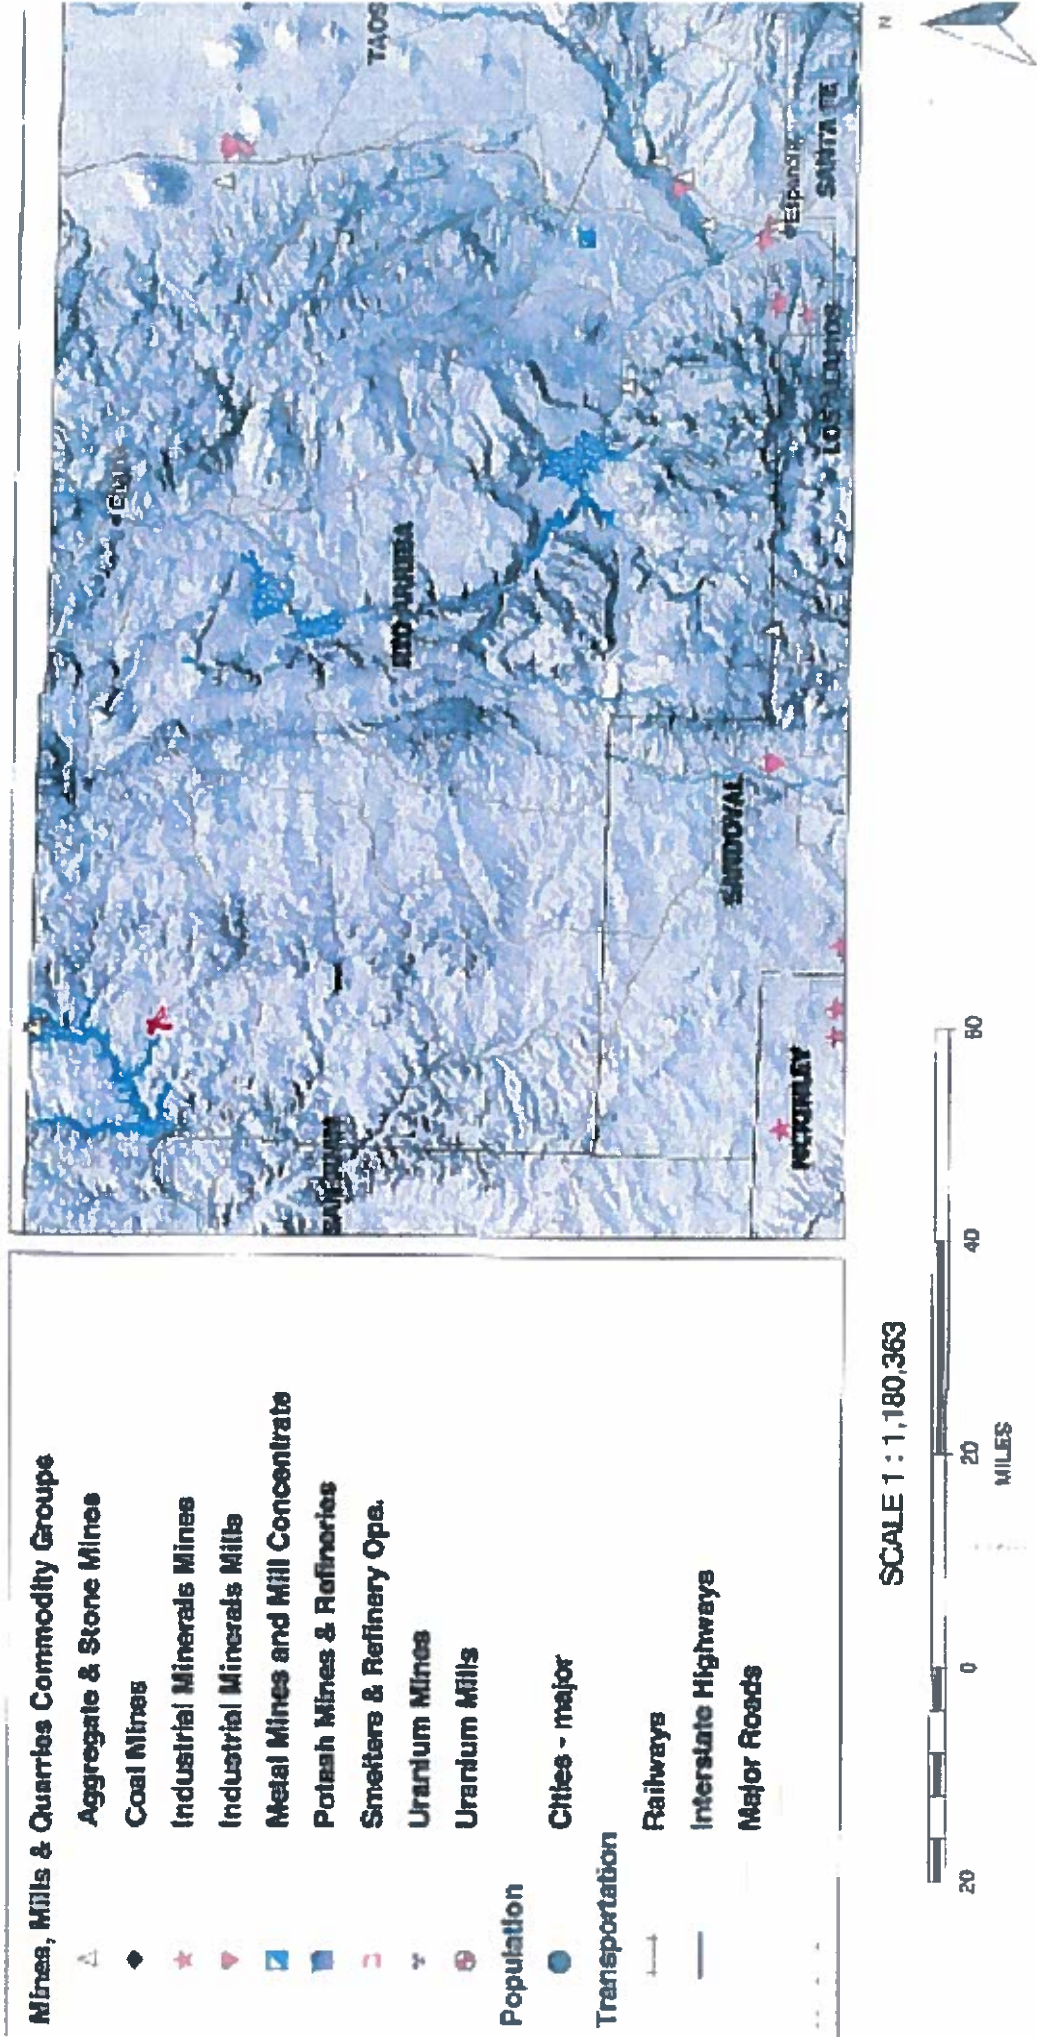 Mines, Mills & Quarries Commodity Groups
Aggregate & Stone Mines
Coal Mines
Industrial Minerals Mines
Industrial Minerals Mills
Metal Mines and Mill Concentrate
Potash Mines & Refineries
Smelters & Refinery Ops.
Uranium Mines
Uranium Mills
Population
Cities - major
Transportation
Railways
Interstate Highways
Major Roads
TAOS
RIO ARRIBA
SAN JUAN
SANDOVAL
MCKINLEY
LOS ALAMOS
SANTA FE
SCALE 1 : 1,180,363
20 0 20 40 60
MILES
N